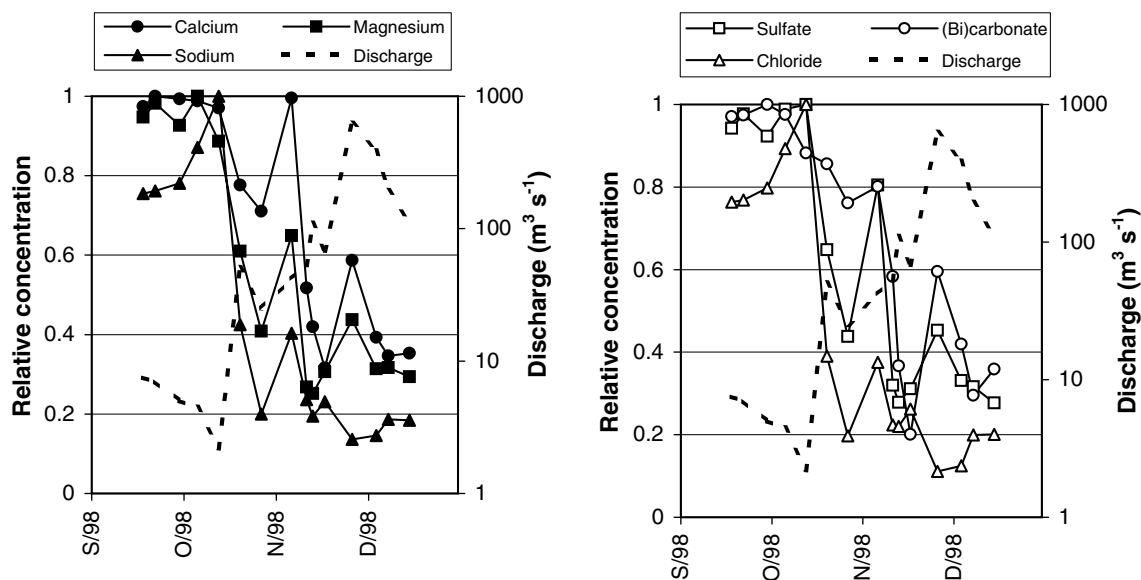 Calcium Magnesium
Sodium Discharge
1
0.8
0.6
0.4
0.2
0
Relative concentration
1000
100
10
1
Discharge (m³ s⁻¹)
S/98
O/98
N/98
D/98
Sulfate (Bi)carbonate
Chloride Discharge
1
0.8
0.6
0.4
0.2
0
Relative concentration
1000
100
10
1
Discharge (m³ s⁻¹)
S/98
O/98
N/98
D/98